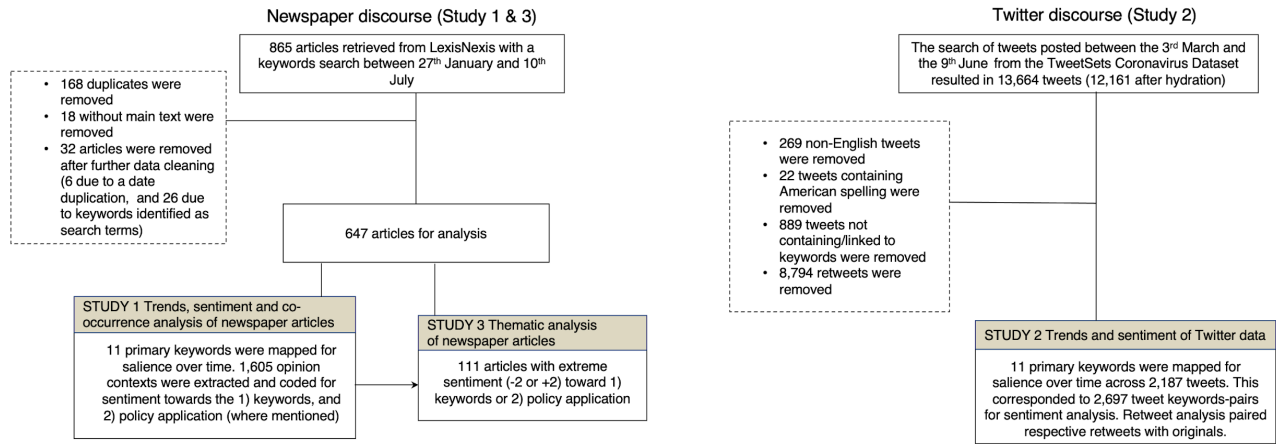 Newspaper discourse (Study 1 & 3)
865 articles retrieved from LexisNexis with a
keywords search between 27th January and 10th
July
• 168 duplicates were
removed
• 18 without main text were
removed
• 32 articles were removed
after further data cleaning
(6 due to a date
duplication, and 26 due
to keywords identified as
search terms)
647 articles for analysis
STUDY 1 Trends, sentiment and co-
occurrence analysis of newspaper articles
11 primary keywords were mapped for
salience over time. 1,605 opinion
contexts were extracted and coded for
sentiment towards the 1) keywords, and
2) policy application (where mentioned)
STUDY 3 Thematic analysis
of newspaper articles
111 articles with extreme
sentiment (-2 or +2) toward 1)
keywords or 2) policy application
Twitter discourse (Study 2)
The search of tweets posted between the 3rd March and
the 9th June from the TweetSets Coronavirus Dataset
resulted in 13,664 tweets (12,161 after hydration)
• 269 non-English tweets
were removed
• 22 tweets containing
American spelling were
removed
• 889 tweets not
containing/linked to
keywords were removed
• 8,794 retweets were
removed
STUDY 2 Trends and sentiment of Twitter data
11 primary keywords were mapped for
salience over time across 2,187 tweets. This
corresponded to 2,697 tweet keywords-pairs
for sentiment analysis. Retweet analysis paired
respective retweets with originals.